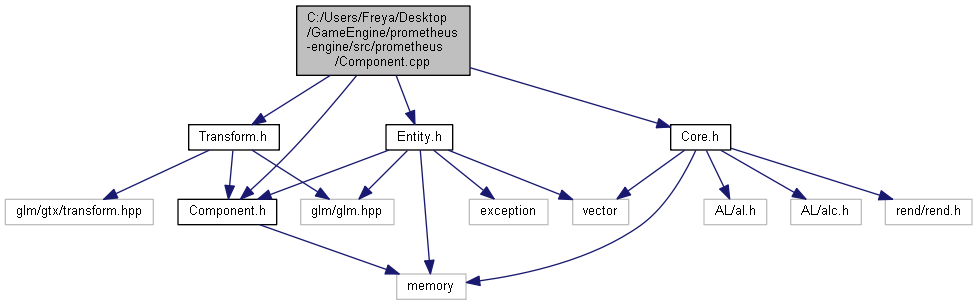 C:/Users/Freya/Desktop
/GameEngine/prometheus
-engine/src/prometheus
/Component.cpp
Transform.h
Entity.h
Core.h
glm/gtx/transform.hpp
Component.h
glm/glm.hpp
exception
vector
AL/al.h
AL/alc.h
rend/rend.h
memory